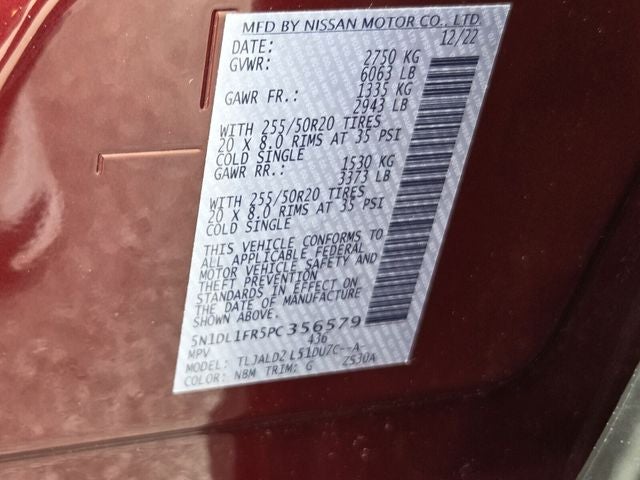 MFD BY NISSAN MOTOR CO., LTD.
DATE: 12/22
GVWR: 2750 KG
6063 LB
GAWR FR.: 1335 KG
2943 LB
WITH 255/50R20 TIRES
20 X 8.0 RIMS AT 35 PSI
COLD SINGLE
GAWR RR.: 1530 KG
3373 LB
WITH 255/50R20 TIRES
20 X 8.0 RIMS AT 35 PSI
COLD SINGLE
THIS VEHICLE CONFORMS TO
ALL APPLICABLE FEDERAL
MOTOR VEHICLE SAFETY AND
THEFT PREVENTION
STANDARDS IN EFFECT ON
THE DATE OF MANUFACTURE
SHOWN ABOVE.
5N1DL1FR5PC356579
MPV 436
MODEL: TLJALDZ L51DU7C--A-
COLOR: NBM TRIM: G Z530A